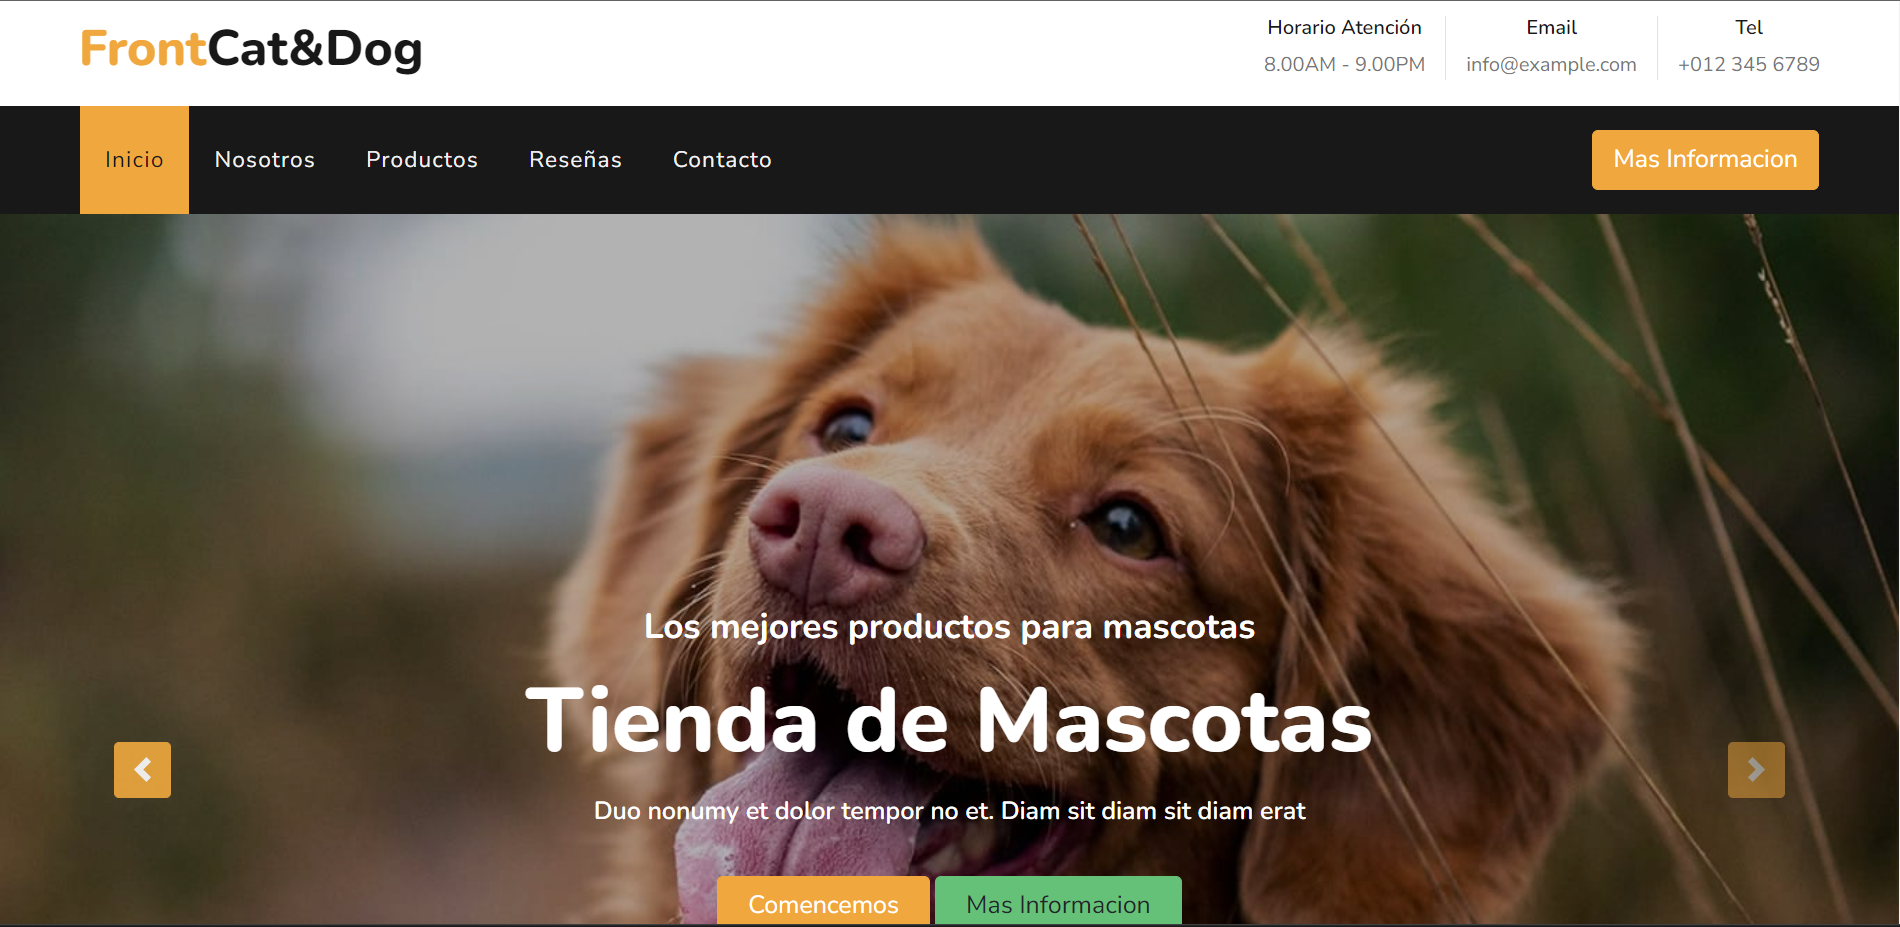 FrontCat&Dog
Horario Atención
8.00AM - 9.00PM
Email
info@example.com
Tel
+012 345 6789
Inicio
Nosotros
Productos
Reseñas
Contacto
Mas Informacion
Los mejores productos para mascotas
Tienda de Mascotas
Duo nonumy et dolor tempor no et. Diam sit diam sit diam erat
Comencemos
Mas Informacion